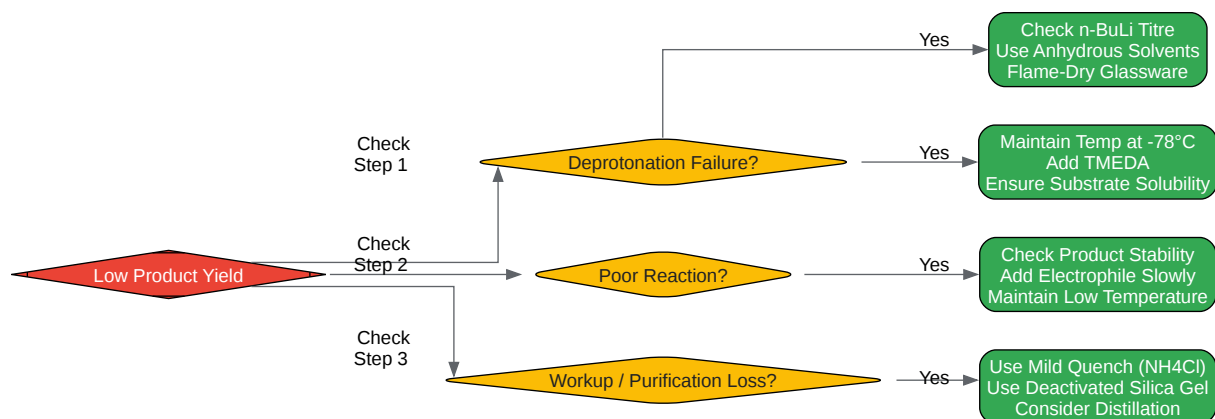 Yes
Check n-BuLi Titre
Use Anhydrous Solvents
Flame-Dry Glassware
Check
Step 1
Deprotonation Failure?
Yes
Maintain Temp at -78°C
Add TMEDA
Ensure Substrate Solubility
Low Product Yield
Check
Step 2
Poor Reaction?
Yes
Check Product Stability
Add Electrophile Slowly
Maintain Low Temperature
Check
Step 3
Workup / Purification Loss?
Yes
Use Mild Quench (NH4Cl)
Use Deactivated Silica Gel
Consider Distillation